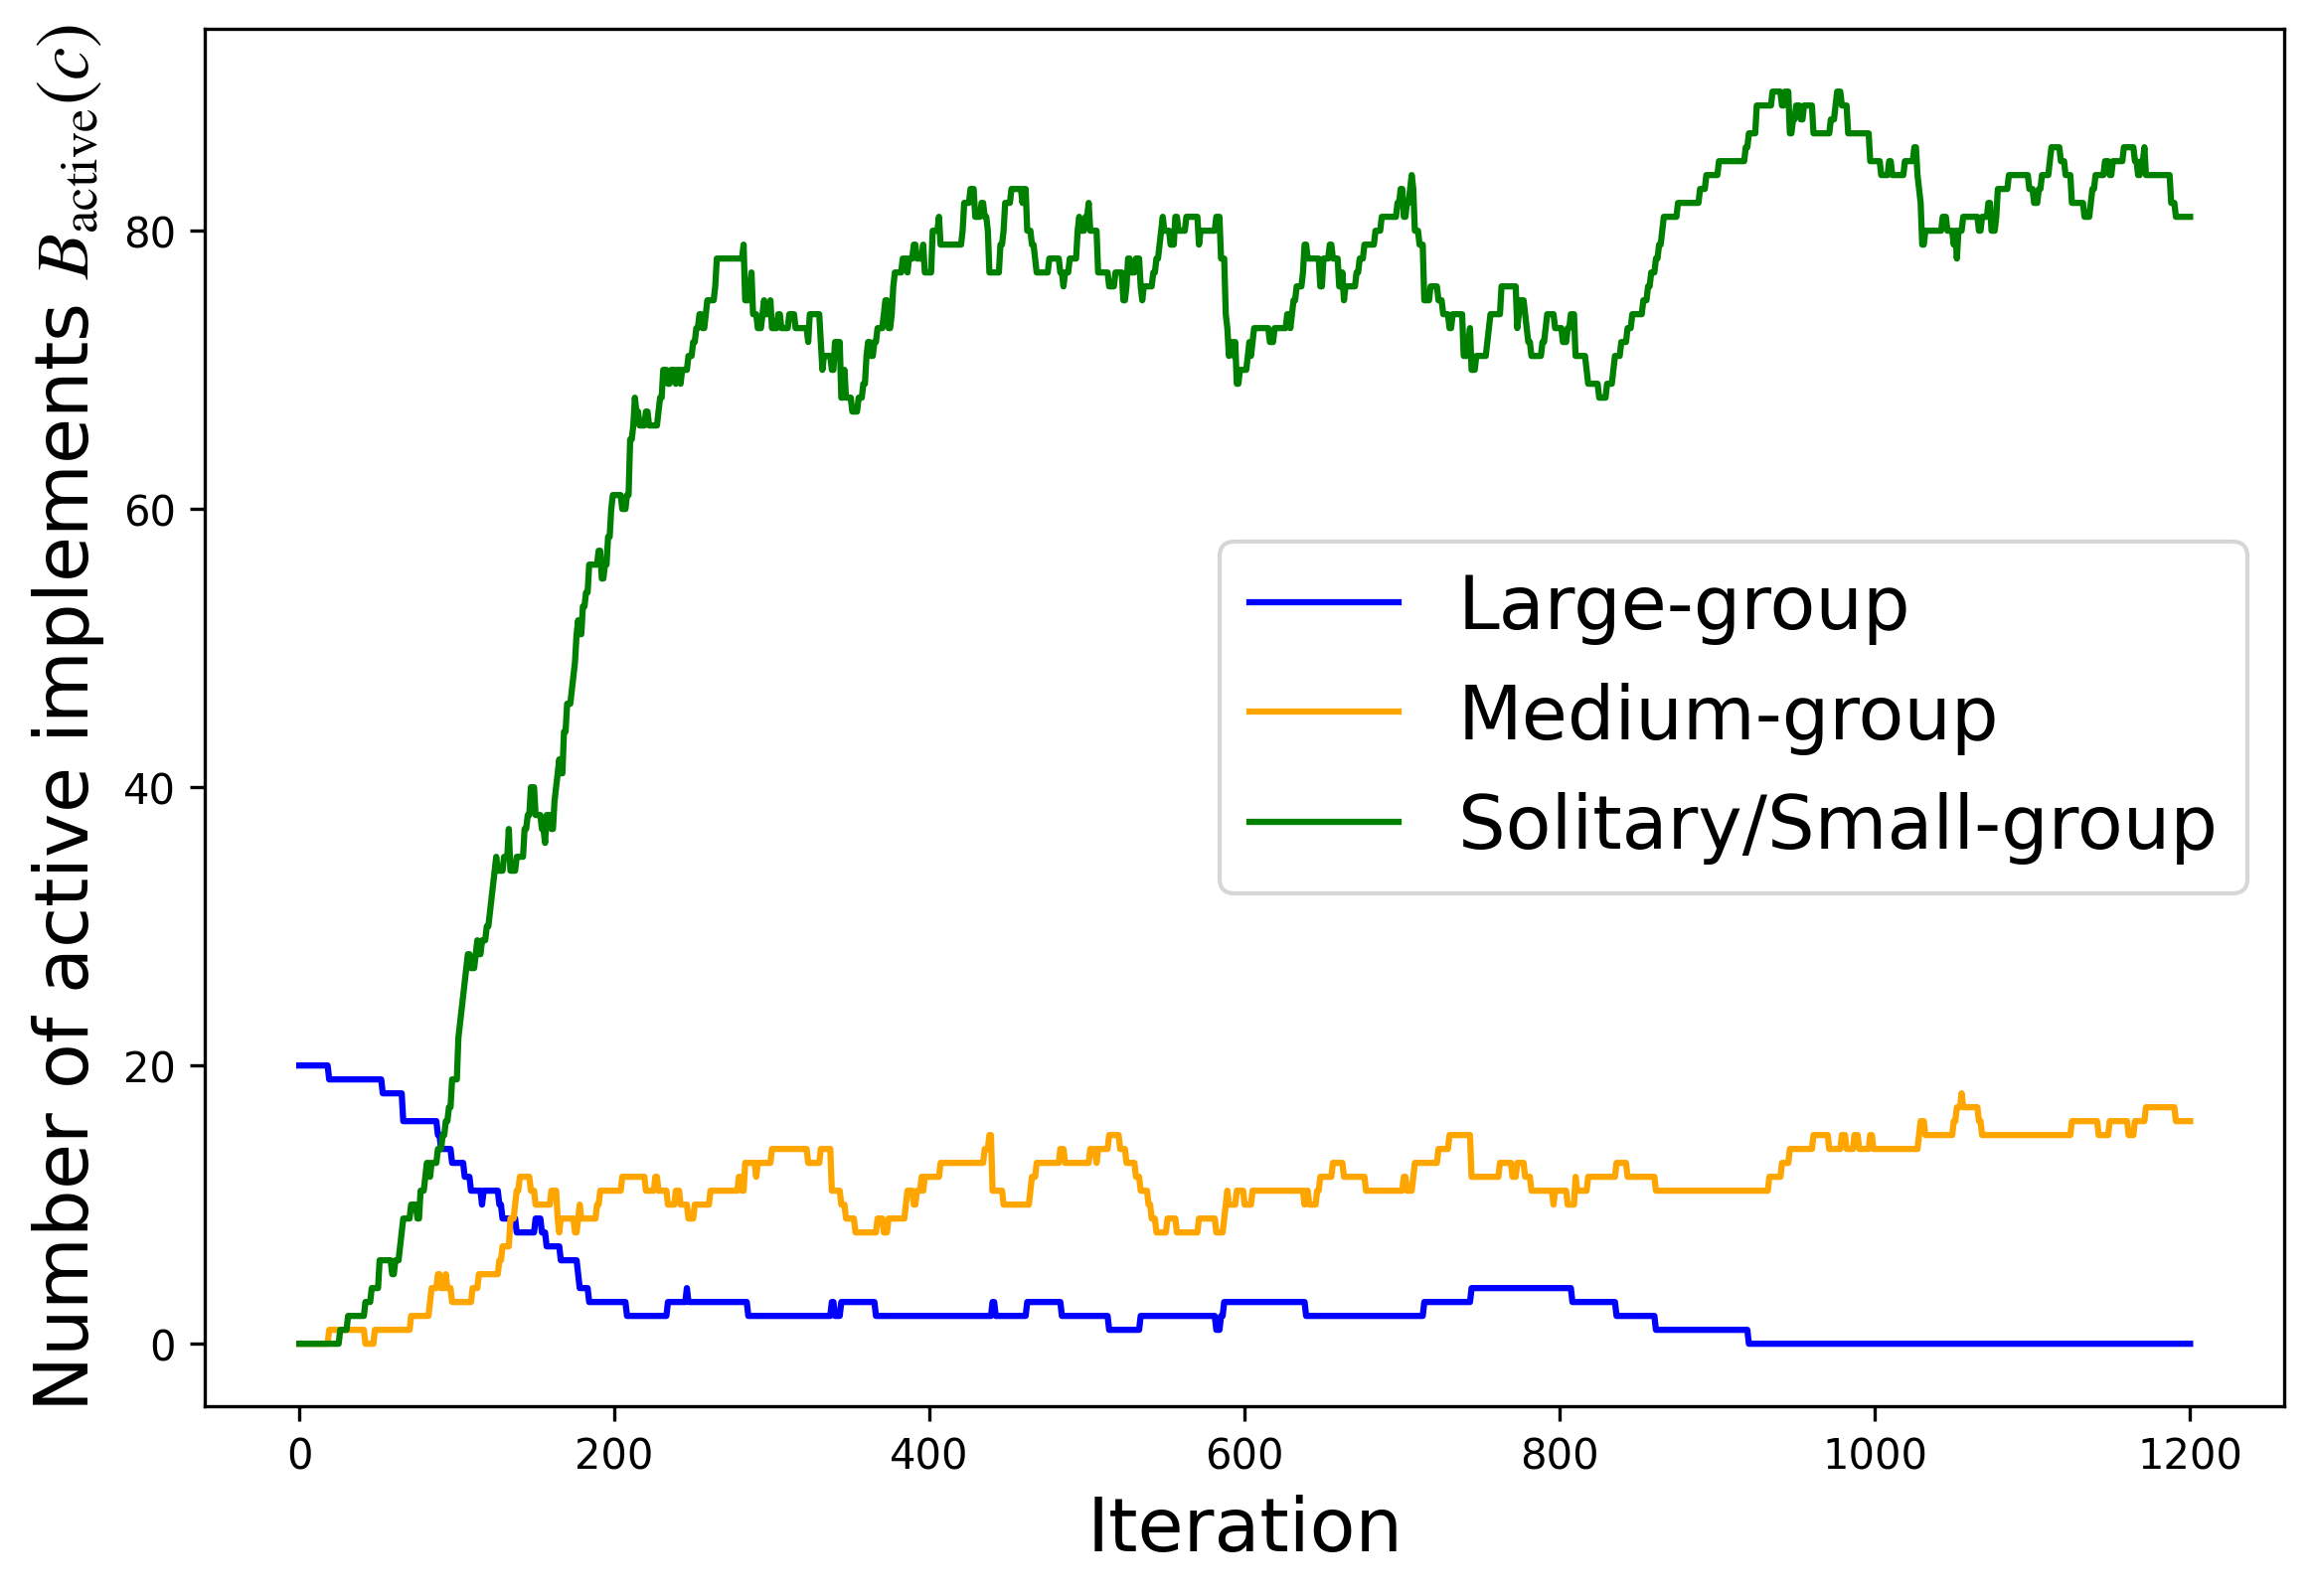 Number of active implements B_active(c)
80
60
40
20
0
Large-group
Medium-group
Solitary/Small-group
0 200 400 600 800 1000 1200
Iteration